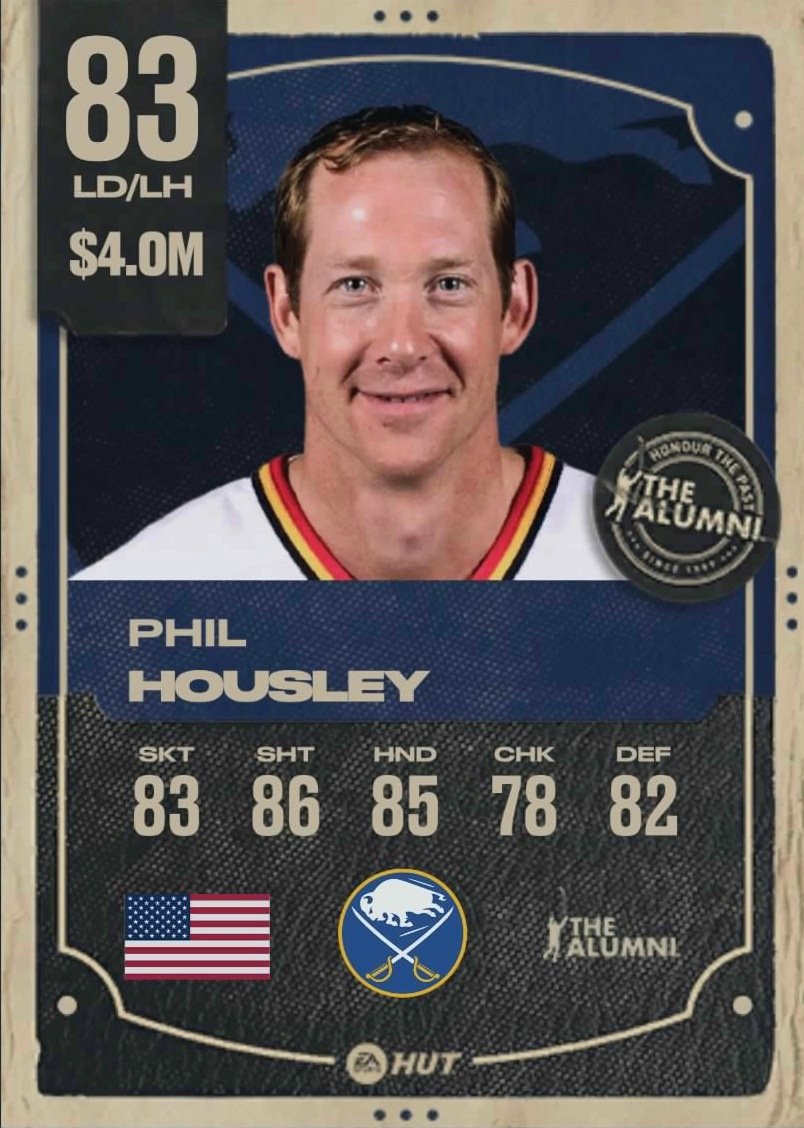 83
LD/LH
$4.0M
HONOUR THE PAST
THE
ALUMNI
PHIL
HOUSLEY
SKT SHT HND CHK DEF
83 86 85 78 82
THE
ALUMNI
EA
HUT